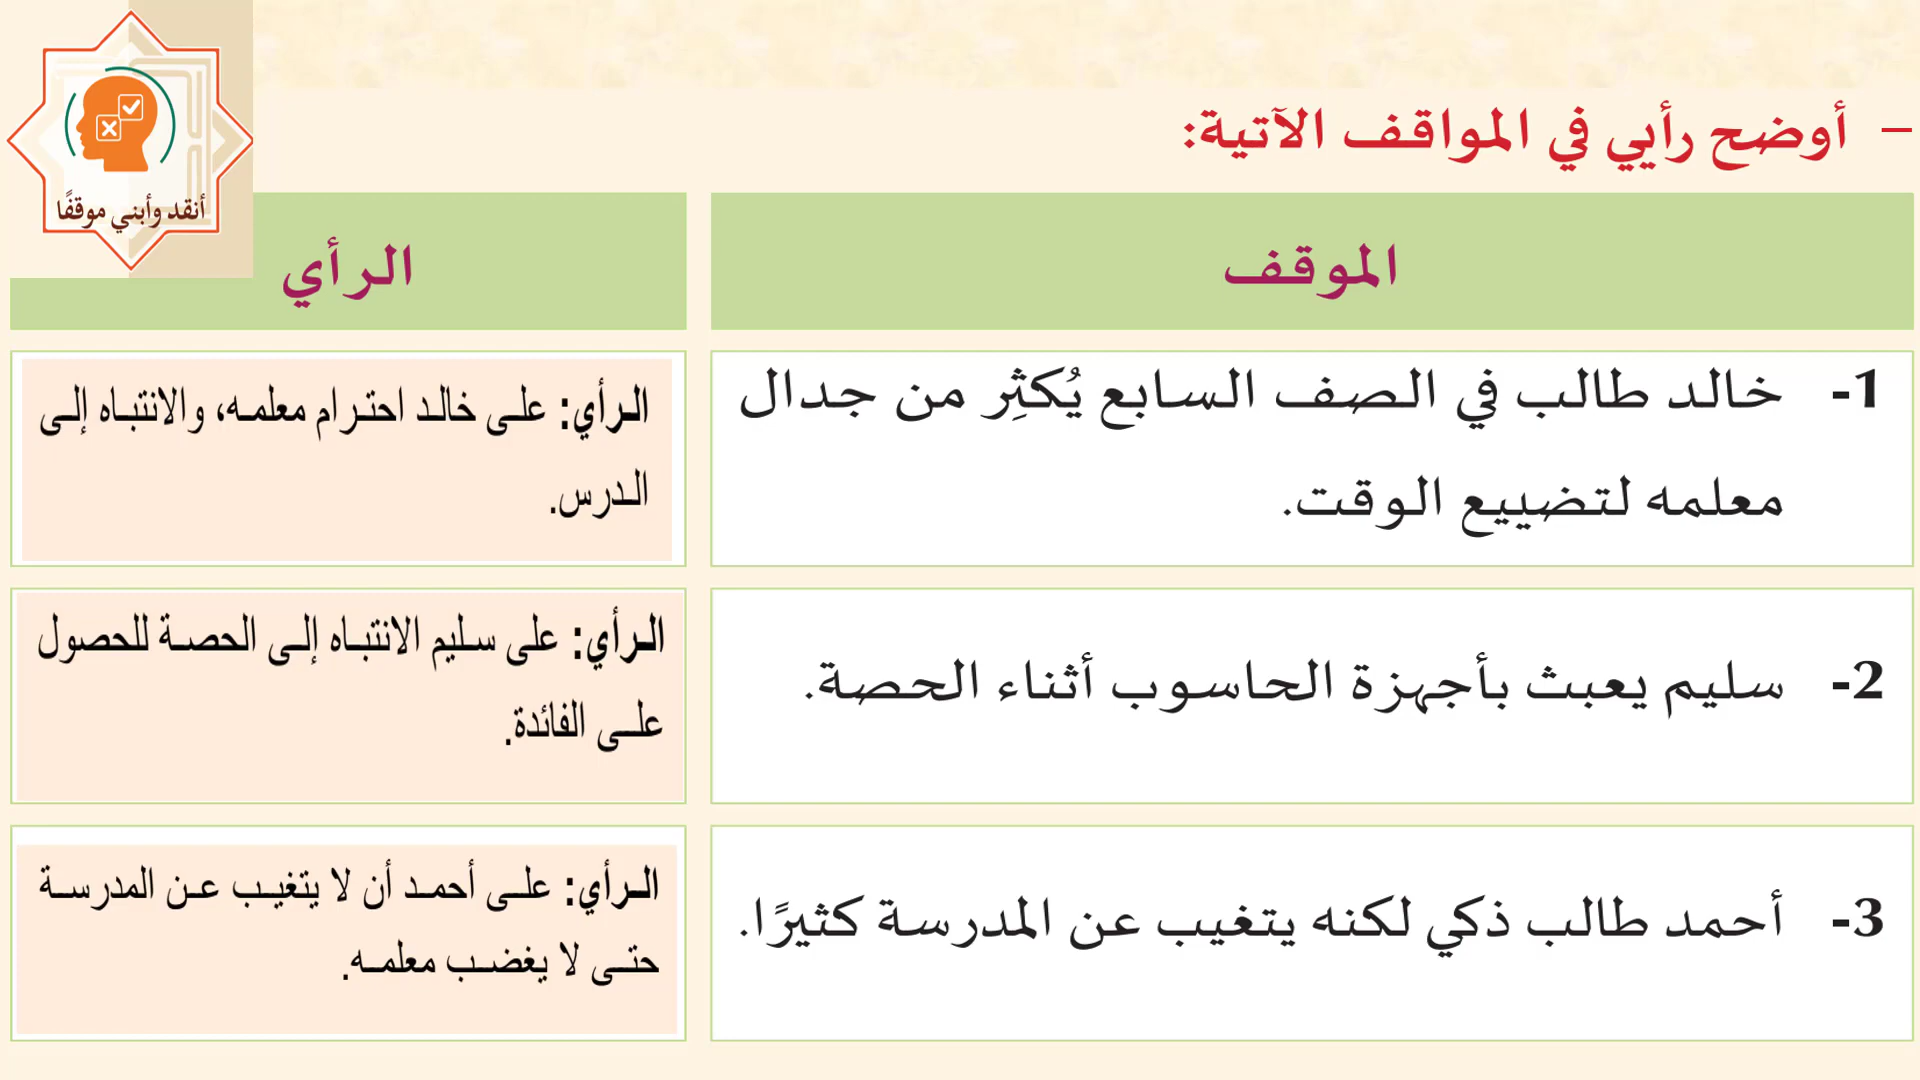 – أوضح رأيي في المواقف الآتية:
أنقد وأبني موقفًا
الموقف
الرأي
1- خالد طالب في الصف السابع يُكثِر من جدال
معلمه لتضييع الوقت.
الرأي: على خالد احترام معلمه، والانتباه إلى
الدرس.
2- سليم يعبث بأجهزة الحاسوب أثناء الحصة.
الرأي: على سليم الانتباه إلى الحصة للحصول
على الفائدة.
3- أحمد طالب ذكي لكنه يتغيب عن المدرسة كثيرًا.
الرأي: على أحمد أن لا يتغيب عن المدرسة
حتى لا يغضب معلمه.